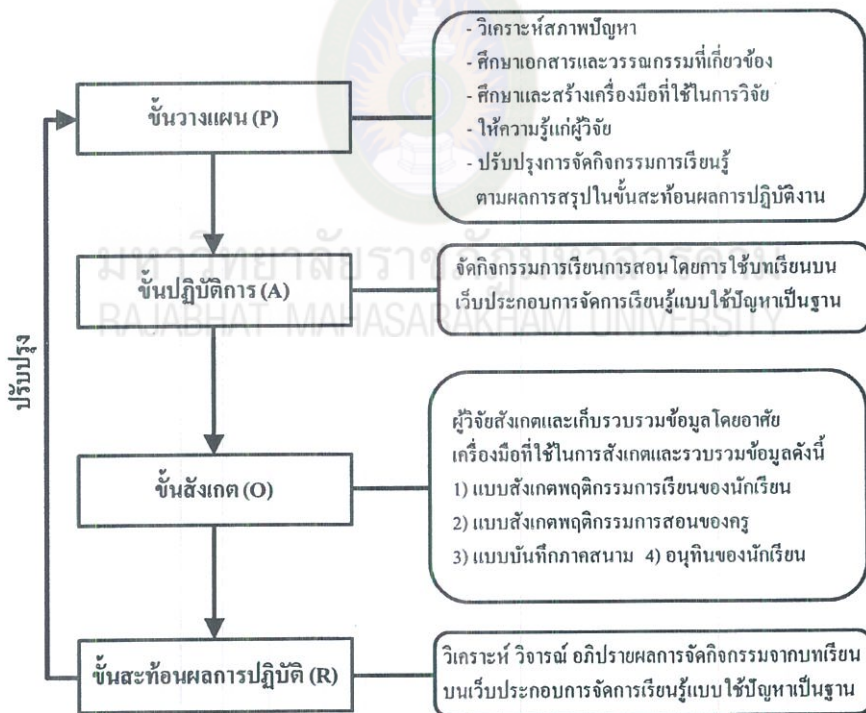 - วิเคราะห์สภาพปัญหา
- ศึกษาเอกสารและวรรณกรรมที่เกี่ยวข้อง
- ศึกษาและสร้างเครื่องมือที่ใช้ในการวิจัย
- ให้ความรู้แก่ผู้วิจัย
- ปรับปรุงการจัดกิจกรรมการเรียนรู้
ตามผลการสรุปในขั้นสะท้อนผลการปฏิบัติงาน
ขั้นวางแผน (P)
มหาวิทยาลัยราชภัฏมหาสารคาม
RAJABHAT MAHASARAKHAM UNIVERSITY
ขั้นปฏิบัติการ (A)
จัดกิจกรรมการเรียนการสอนโดยการใช้บทเรียนบน
เว็บประกอบการจัดการเรียนรู้แบบใช้ปัญหาเป็นฐาน
ปรับปรุง
ขั้นสังเกต (O)
ผู้วิจัยสังเกตและเก็บรวบรวมข้อมูลโดยอาศัย
เครื่องมือที่ใช้ในการสังเกตและรวบรวมข้อมูลดังนี้
1) แบบสังเกตพฤติกรรมการเรียนของนักเรียน
2) แบบสังเกตพฤติกรรมการสอนของครู
3) แบบบันทึกภาคสนาม 4) อนุทินของนักเรียน
ขั้นสะท้อนผลการปฏิบัติ (R)
วิเคราะห์ วิจารณ์ อภิปรายผลการจัดกิจกรรมจากบทเรียน
บนเว็บประกอบการจัดการเรียนรู้แบบใช้ปัญหาเป็นฐาน